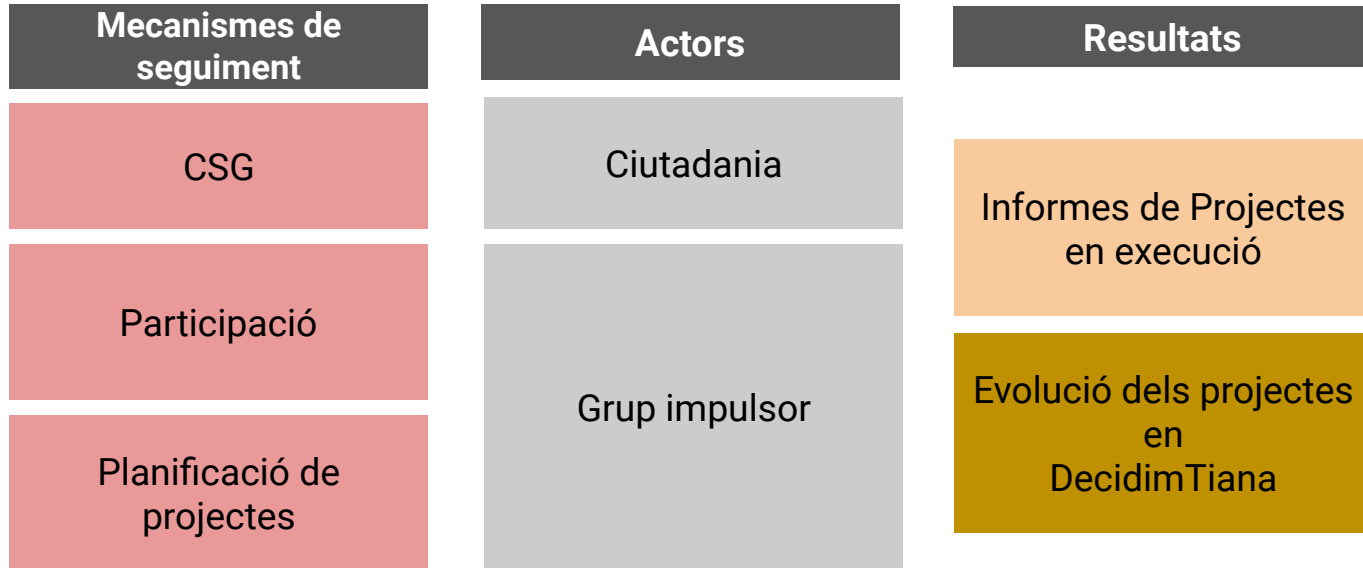 Mecanismes de
seguiment
CSG
Participació
Planificació de
projectes
Actors
Ciutadania
Grup impulsor
Resultats
Informes de Projectes
en execució
Evolució dels projectes
en
DecidimTiana